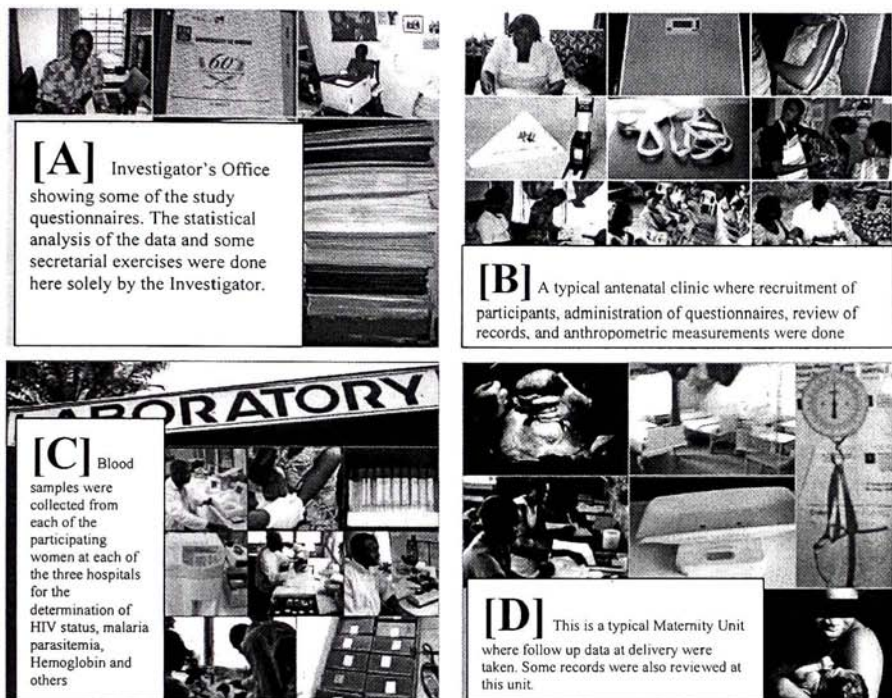 60
[A] Investigator's Office
showing some of the study
questionnaires. The statistical
analysis of the data and some
secretarial exercises were done
here solely by the Investigator.
[B] A typical antenatal clinic where recruitment of
participants, administration of questionnaires, review of
records, and anthropometric measurements were done
LABORATORY
[C] Blood
samples were
collected from
each of the
participating
women at each of
the three hospitals
for the
determination of
HIV status, malaria
parasitemia,
Hemoglobin and
others
[D] This is a typical Maternity Unit
where follow up data at delivery were
taken. Some records were also reviewed at
this unit.